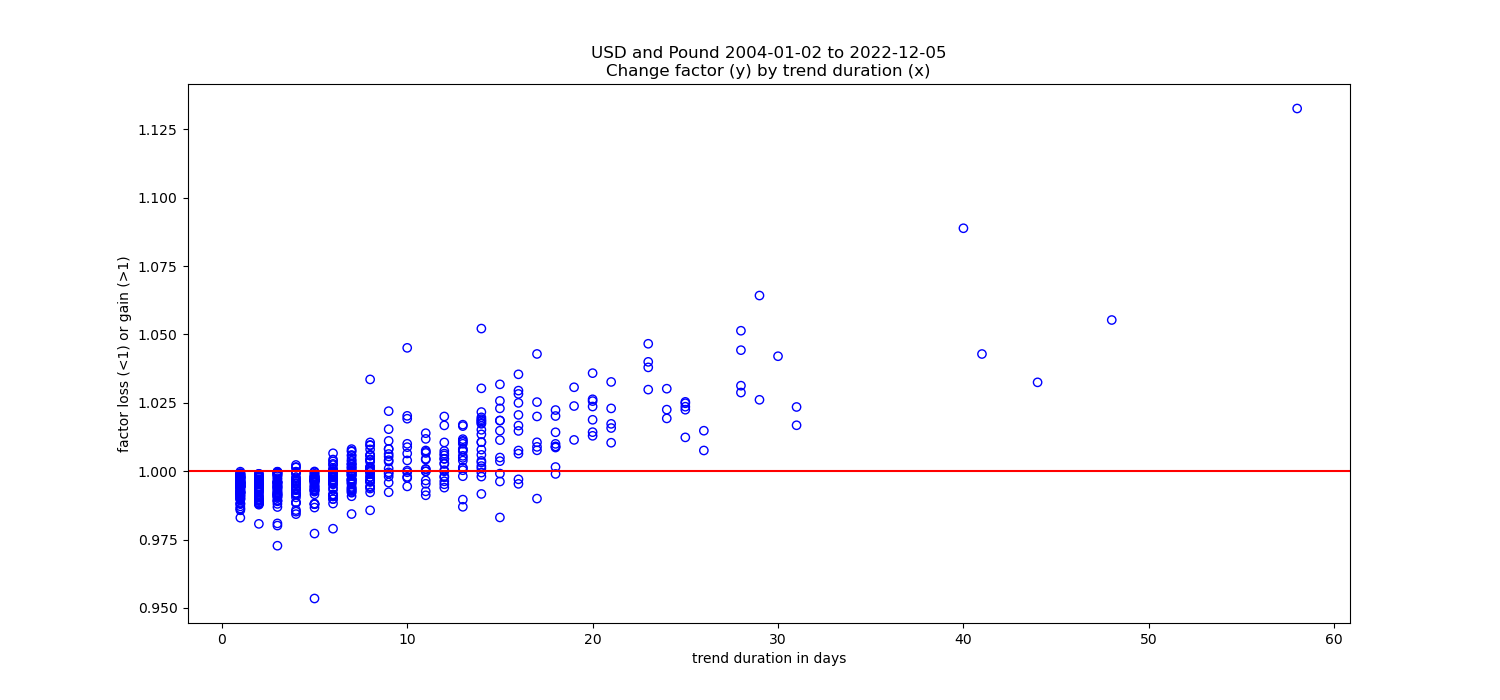 USD and Pound 2004-01-02 to 2022-12-05
Change factor (y) by trend duration (x)
1.125
1.100
1.075
1.050
1.025
1.000
0.975
0.950
factor loss (<1) or gain (>1)
0 10 20 30 40 50 60
trend duration in days